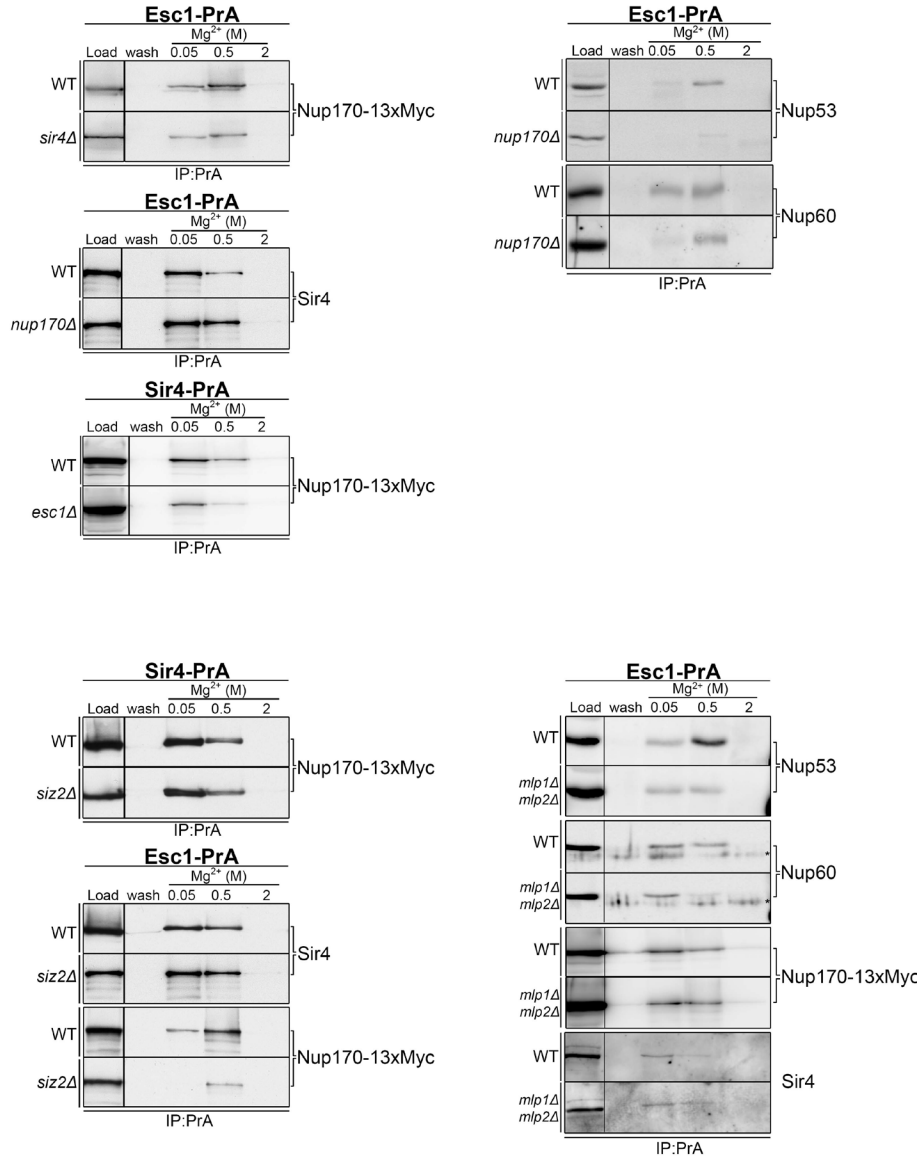 Esc1-PrA
Mg2+ (M)
Load wash 0.05 0.5 2
WT
Nup170-13xMyc
sir4Δ
IP:PrA
Esc1-PrA
Mg2+ (M)
Load wash 0.05 0.5 2
WT
Sir4
nup170Δ
IP:PrA
Sir4-PrA
Mg2+ (M)
Load wash 0.05 0.5 2
WT
Nup170-13xMyc
esc1Δ
IP:PrA
Esc1-PrA
Mg2+ (M)
Load wash 0.05 0.5 2
WT
Nup53
nup170Δ
WT
Nup60
nup170Δ
IP:PrA
Sir4-PrA
Mg2+ (M)
Load wash 0.05 0.5 2
WT
Nup170-13xMyc
siz2Δ
IP:PrA
Esc1-PrA
Mg2+ (M)
Load wash 0.05 0.5 2
WT
Sir4
siz2Δ
WT
Nup170-13xMyc
siz2Δ
IP:PrA
Esc1-PrA
Mg2+ (M)
Load wash 0.05 0.5 2
WT
Nup53
mlp1Δ
mlp2Δ
WT
*
Nup60
mlp1Δ
mlp2Δ
*
WT
Nup170-13xMyc
mlp1Δ
mlp2Δ
WT
Sir4
mlp1Δ
mlp2Δ
IP:PrA